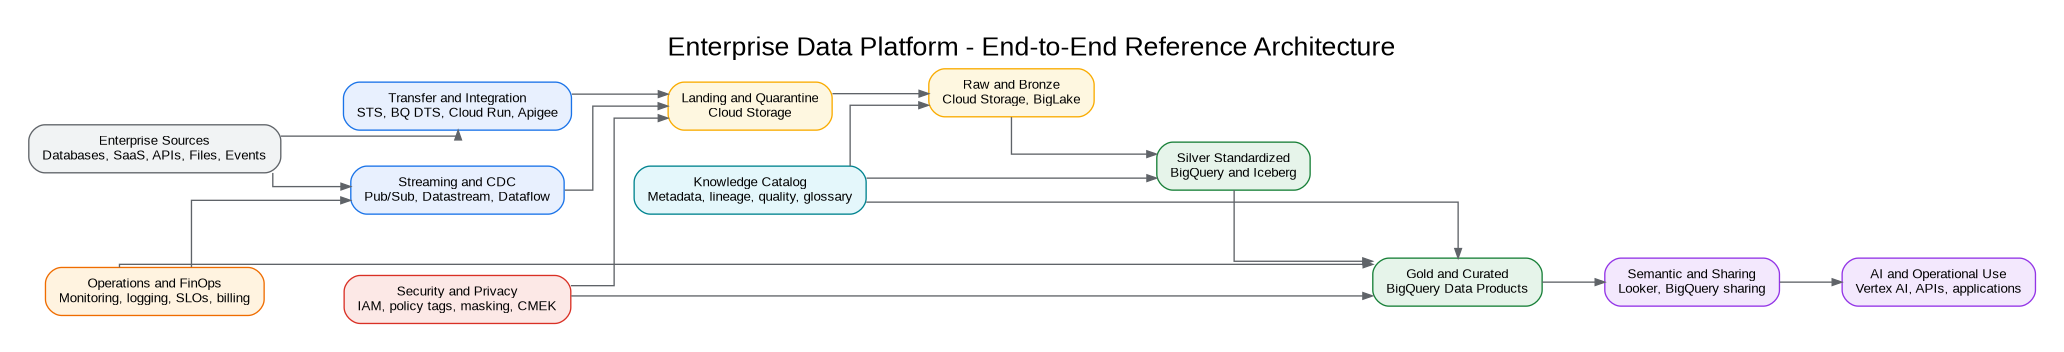 Enterprise Data Platform - End-to-End Reference Architecture
Enterprise Sources
Databases, SaaS, APIs, Files, Events
Transfer and Integration
STS, BQ DTS, Cloud Run, Apigee
Streaming and CDC
Pub/Sub, Datastream, Dataflow
Landing and Quarantine
Cloud Storage
Raw and Bronze
Cloud Storage, BigLake
Knowledge Catalog
Metadata, lineage, quality, glossary
Silver Standardized
BigQuery and Iceberg
Operations and FinOps
Monitoring, logging, SLOs, billing
Security and Privacy
IAM, policy tags, masking, CMEK
Gold and Curated
BigQuery Data Products
Semantic and Sharing
Looker, BigQuery sharing
AI and Operational Use
Vertex AI, APIs, applications